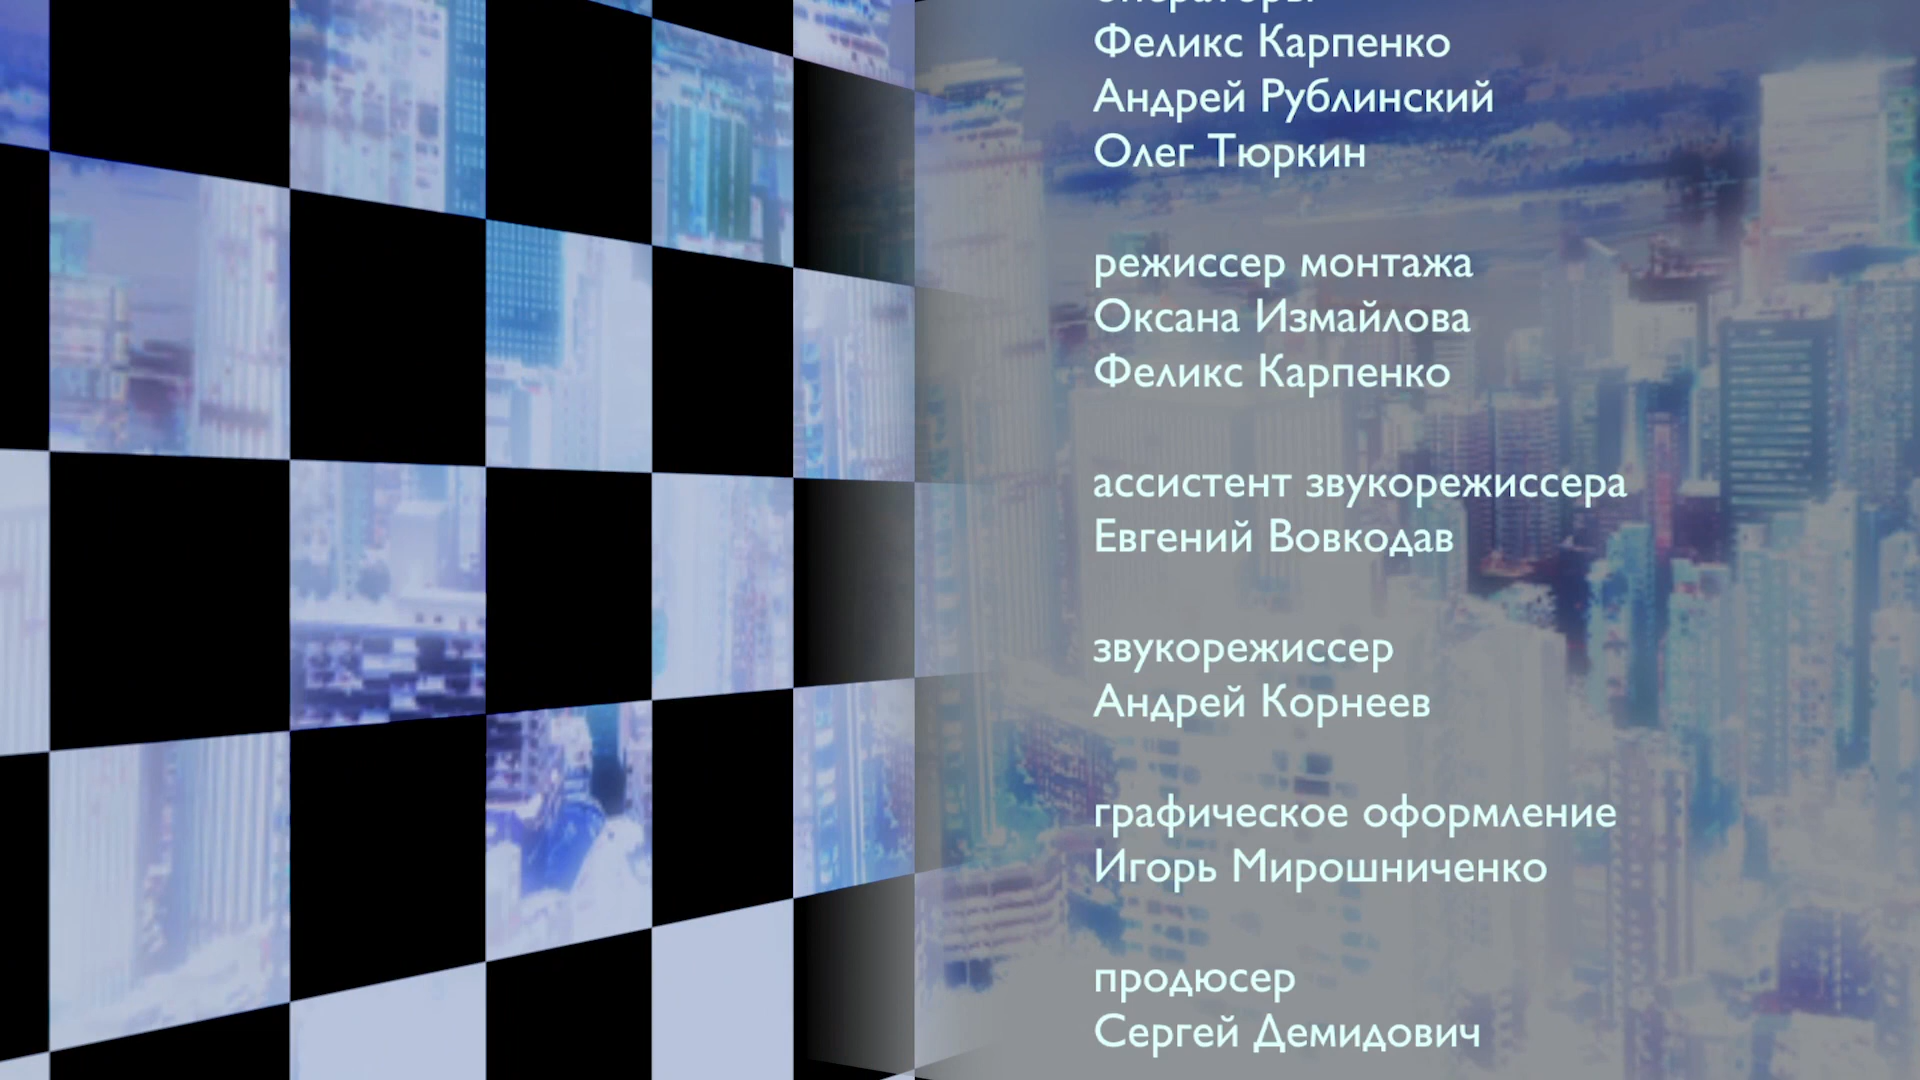 операторы
Феликс Карпенко
Андрей Рублинский
Олег Тюркин
режиссер монтажа
Оксана Измайлова
Феликс Карпенко
ассистент звукорежиссера
Евгений Вовкодав
звукорежиссер
Андрей Корнеев
графическое оформление
Игорь Мирошниченко
продюсер
Сергей Демидович